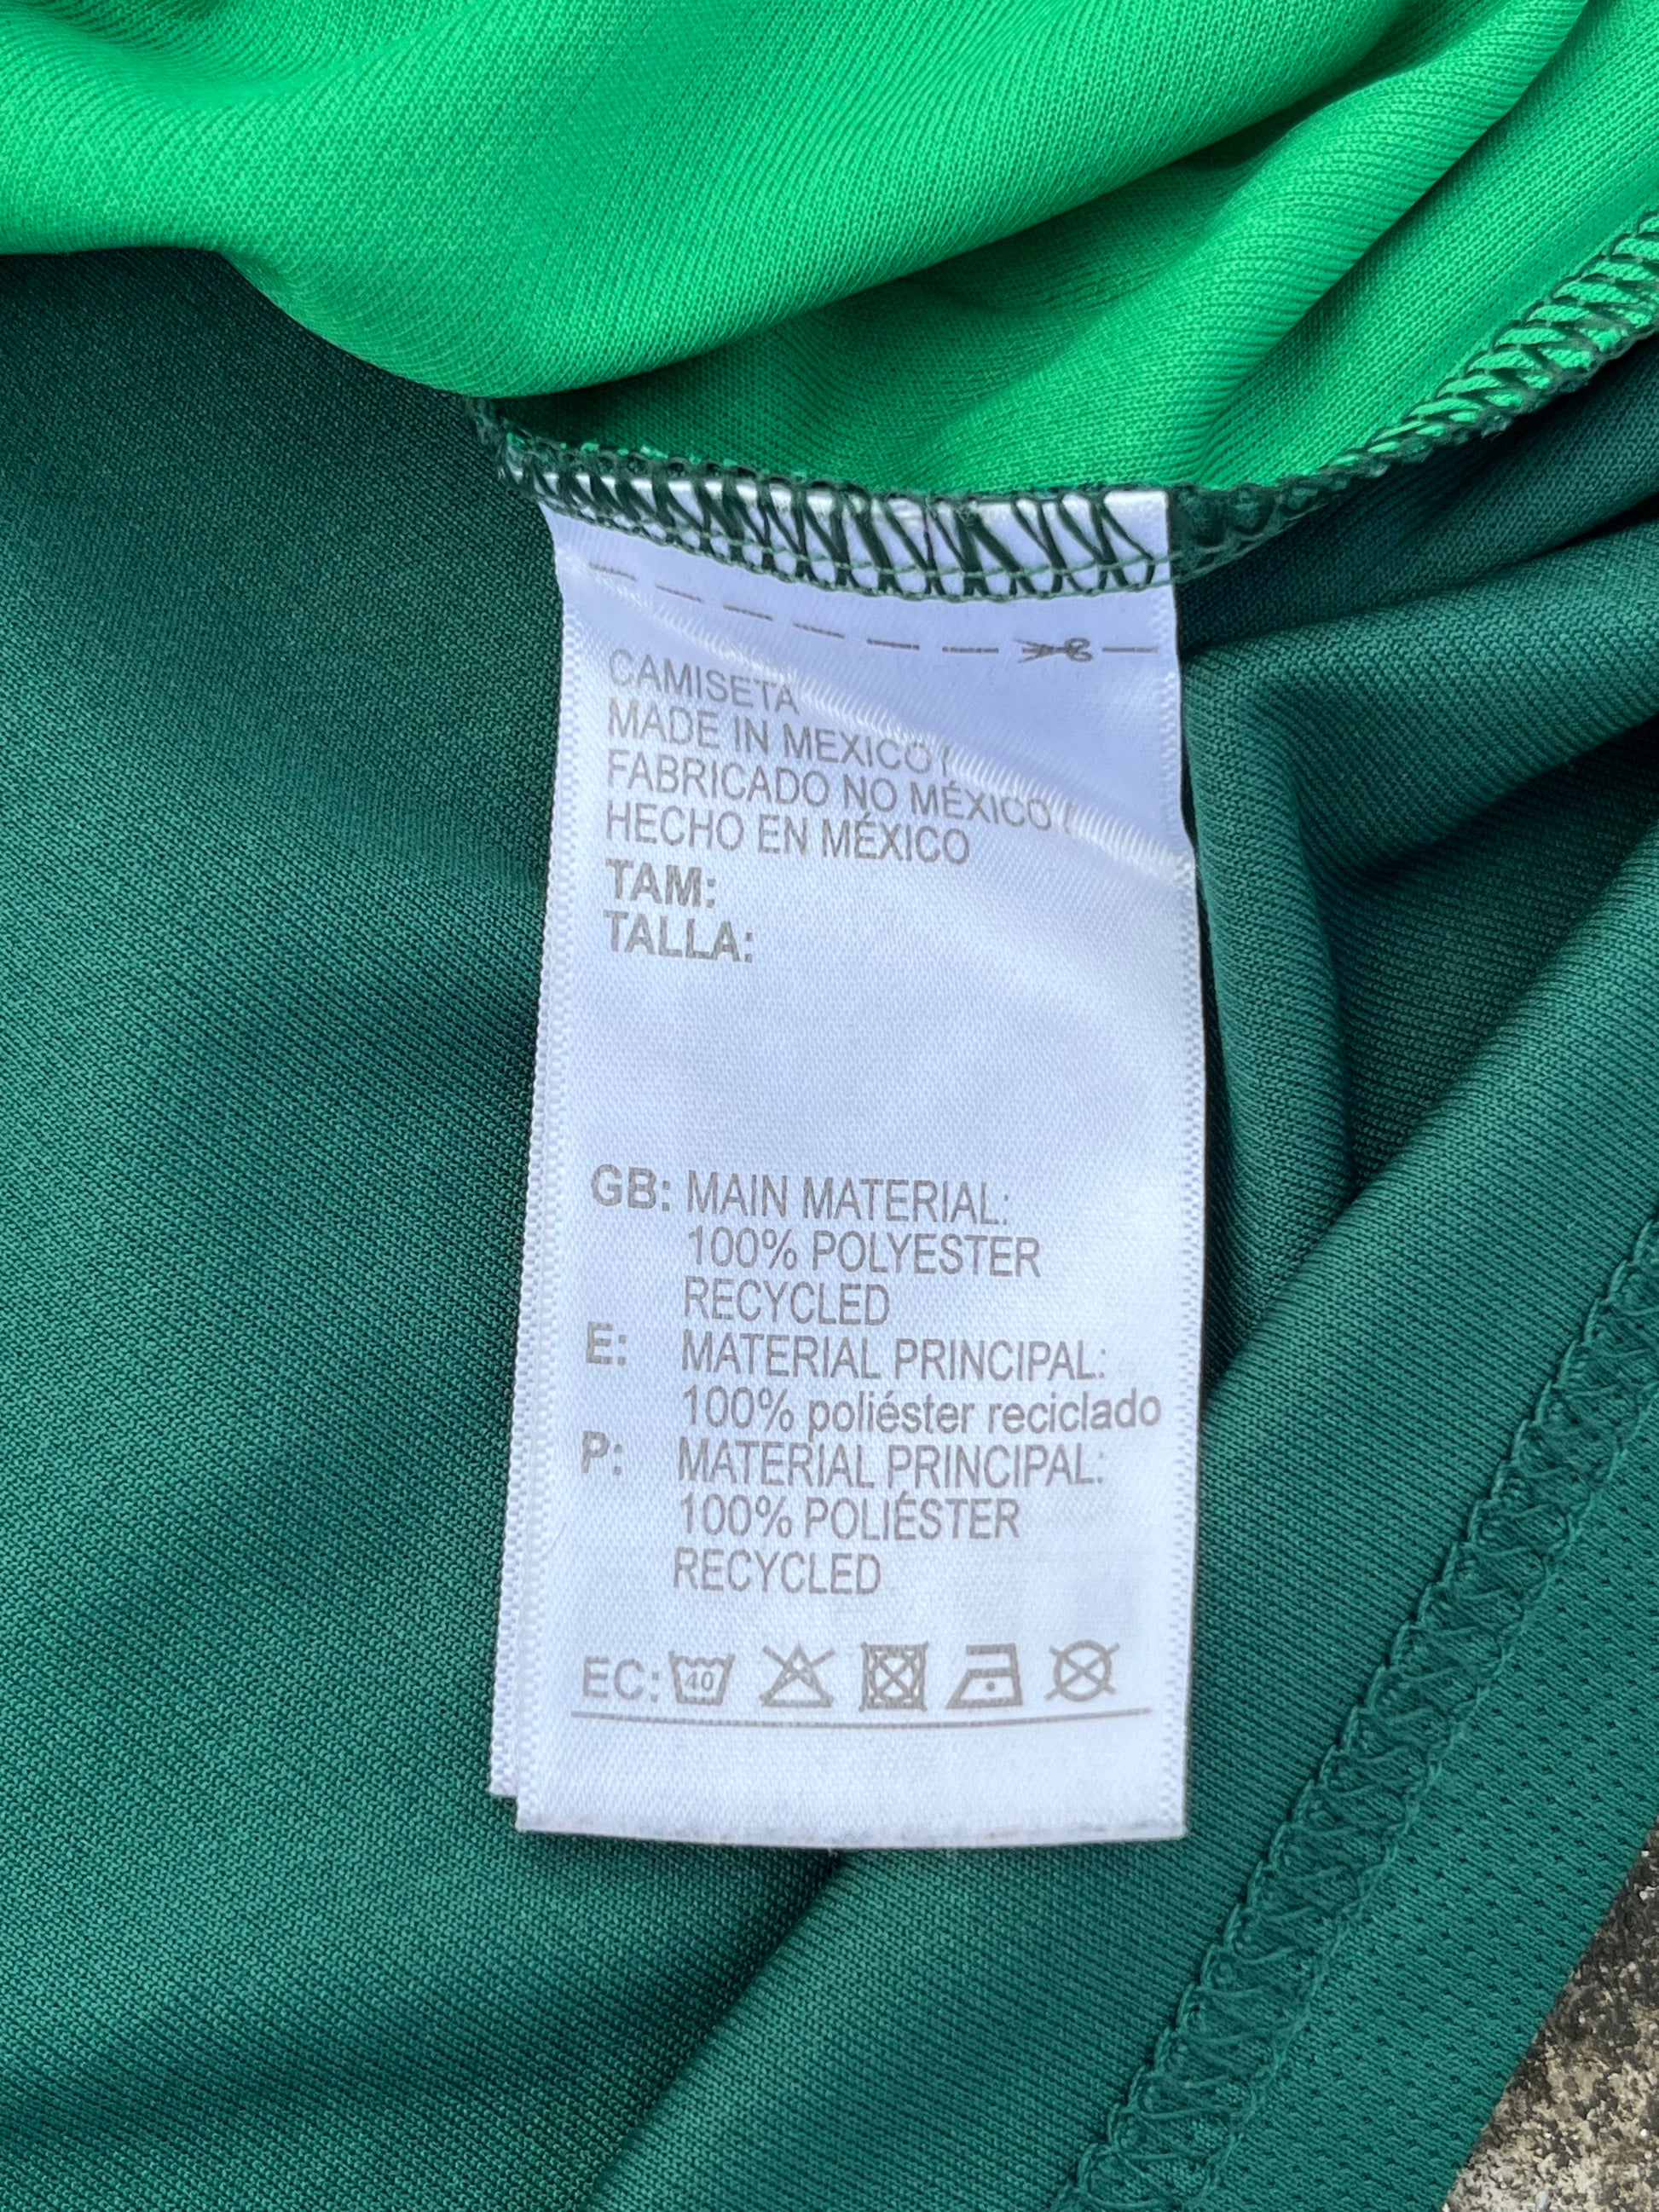 CAMISETA
MADE IN MEXICO (
FABRICADO NO MÉXICO (
HECHO EN MÉXICO
TAM:
TALLA:
GB: MAIN MATERIAL:
100% POLYESTER
RECYCLED
E: MATERIAL PRINCIPAL:
100% poliéster reciclado
P: MATERIAL PRINCIPAL:
100% POLIÉSTER
RECYCLED
EC: 40